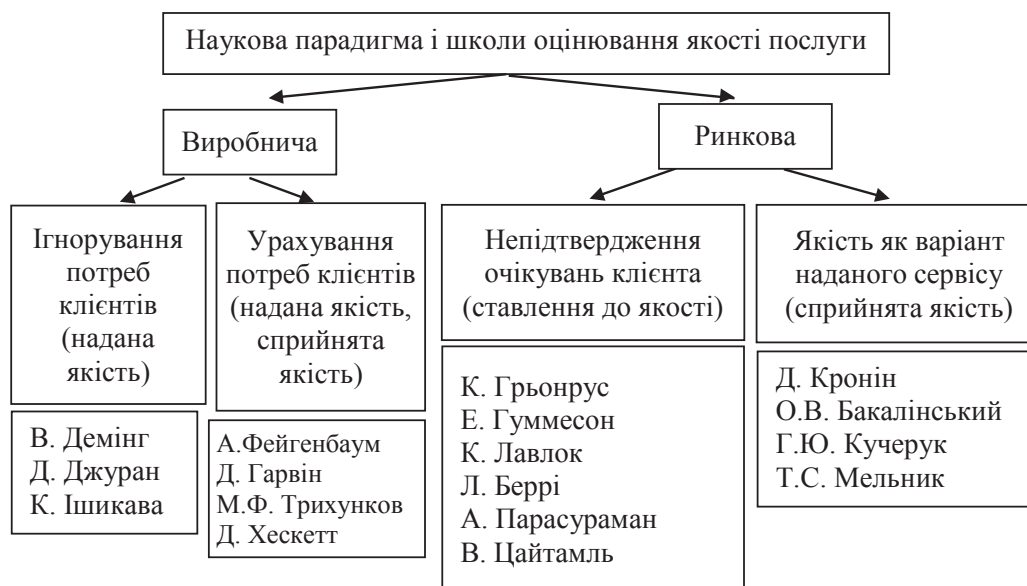 Наукова парадигма і школи оцінювання якості послуги
Виробнича
Ринкова
Ігнорування
потреб
клієнтів
(надана
якість)
Урахування
потреб клієнтів
(надана якість,
сприйнята
якість)
Непідтвердження
очікувань клієнта
(ставлення до якості)
Якість як варіант
наданого сервісу
(сприйнята якість)
В. Демінг
Д. Джуран
К. Ішикава
А.Фейгенбаум
Д. Гарвін
М.Ф. Трихунков
Д. Хескетт
К. Грьонрус
Е. Гуммесон
К. Лавлок
Л. Беррі
А. Парасураман
В. Цайтамль
Д. Кронін
О.В. Бакалінський
Г.Ю. Кучерук
Т.С. Мельник